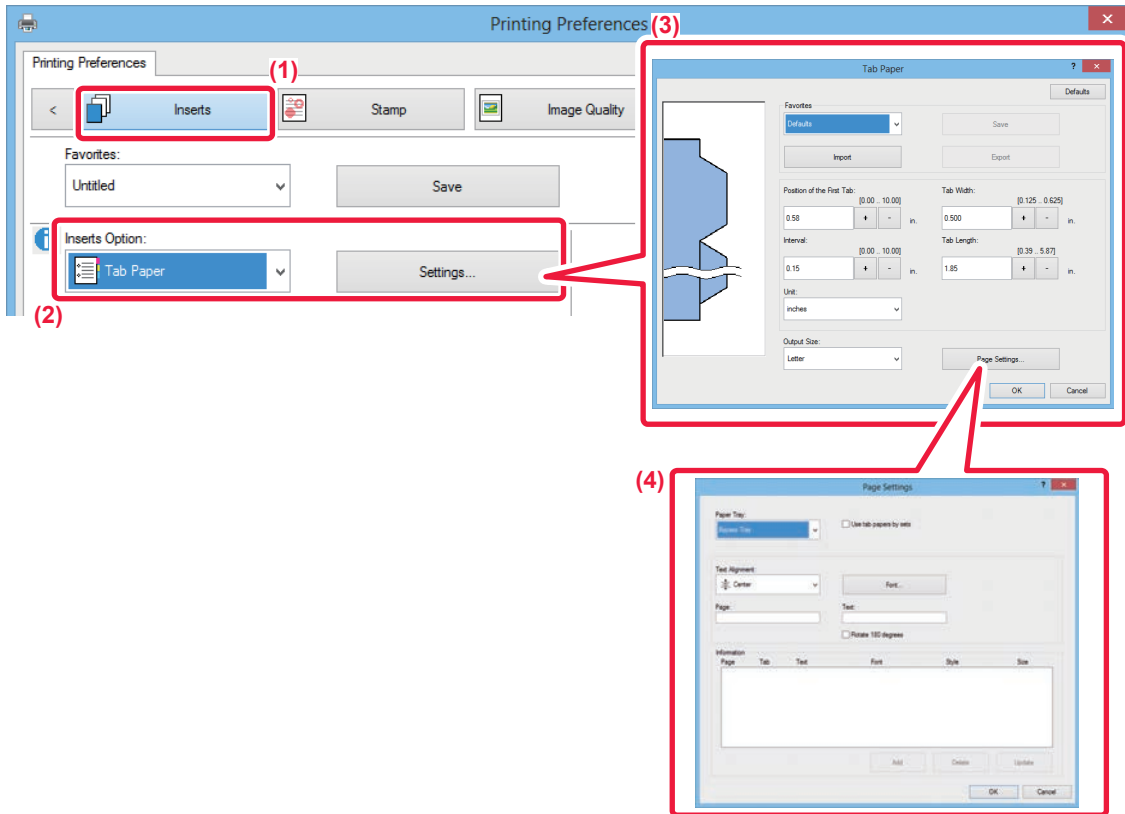 Printing Preferences
(3)
Printing Preferences
(1)
< Inserts Stamp Image Quality
Favorites:
Untitled Save
Inserts Option:
Tab Paper Settings...
(2)
Tab Paper ?
Defaults
Favorites
Defaults Save
Import Export
Position of the First Tab: Tab Width:
[0.00 .. 10.00] [0.125 .. 0.625]
0.58 + - in. 0.500 + - in.
Interval: Tab Length:
[0.00 .. 10.00] [0.39 .. 5.87]
0.15 + - in. 1.85 + - in.
Unit:
inches
Output Size:
Letter Page Settings...
OK Cancel
(4)
Page Settings ?
Paper Tray:
Bypass Tray Use tab papers by sets
Text Alignment:
Center Font...
Page: Text:
Rotate 180 degrees
Information
Page Tab Text Font Style Size
Add Delete Update
OK Cancel